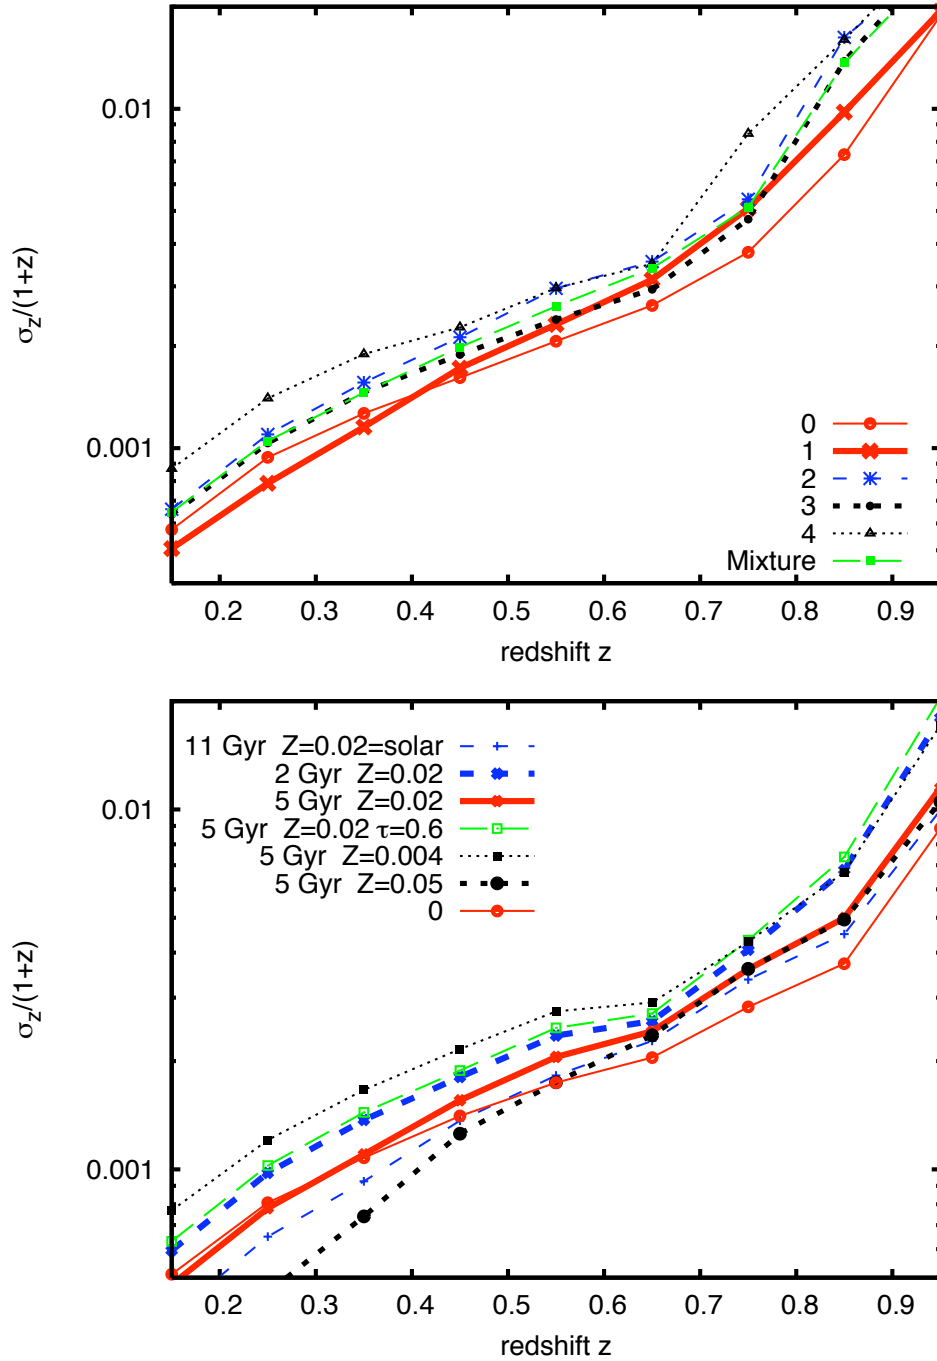 0.01
0.001
σz/(1+z)
0
1
2
3
4
Mixture
0.2 0.3 0.4 0.5 0.6 0.7 0.8 0.9
redshift z
11 Gyr Z=0.02=solar
2 Gyr Z=0.02
5 Gyr Z=0.02
5 Gyr Z=0.02 τ=0.6
5 Gyr Z=0.004
5 Gyr Z=0.05
0
0.01
0.001
σz/(1+z)
0.2 0.3 0.4 0.5 0.6 0.7 0.8 0.9
redshift z